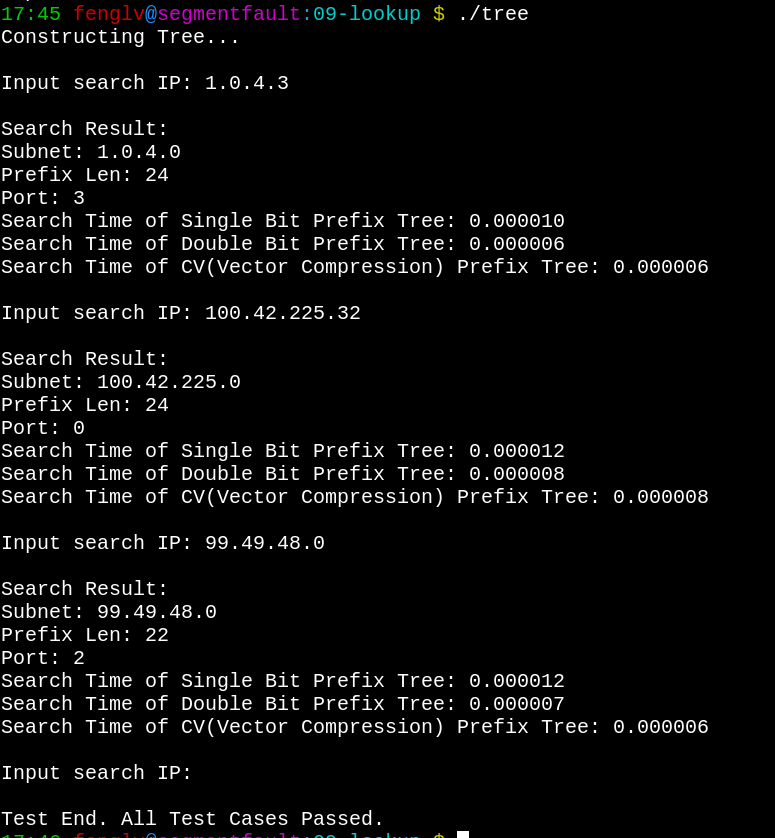 17:45 fenglv@segmentfault:09-lookup $ ./tree
Constructing Tree...
Input search IP: 1.0.4.3
Search Result:
Subnet: 1.0.4.0
Prefix Len: 24
Port: 3
Search Time of Single Bit Prefix Tree: 0.000010
Search Time of Double Bit Prefix Tree: 0.000006
Search Time of CV(Vector Compression) Prefix Tree: 0.000006
Input search IP: 100.42.225.32
Search Result:
Subnet: 100.42.225.0
Prefix Len: 24
Port: 0
Search Time of Single Bit Prefix Tree: 0.000012
Search Time of Double Bit Prefix Tree: 0.000008
Search Time of CV(Vector Compression) Prefix Tree: 0.000008
Input search IP: 99.49.48.0
Search Result:
Subnet: 99.49.48.0
Prefix Len: 22
Port: 2
Search Time of Single Bit Prefix Tree: 0.000012
Search Time of Double Bit Prefix Tree: 0.000007
Search Time of CV(Vector Compression) Prefix Tree: 0.000006
Input search IP:
Test End. All Test Cases Passed.
fenglv@segmentfault:09-lookup $